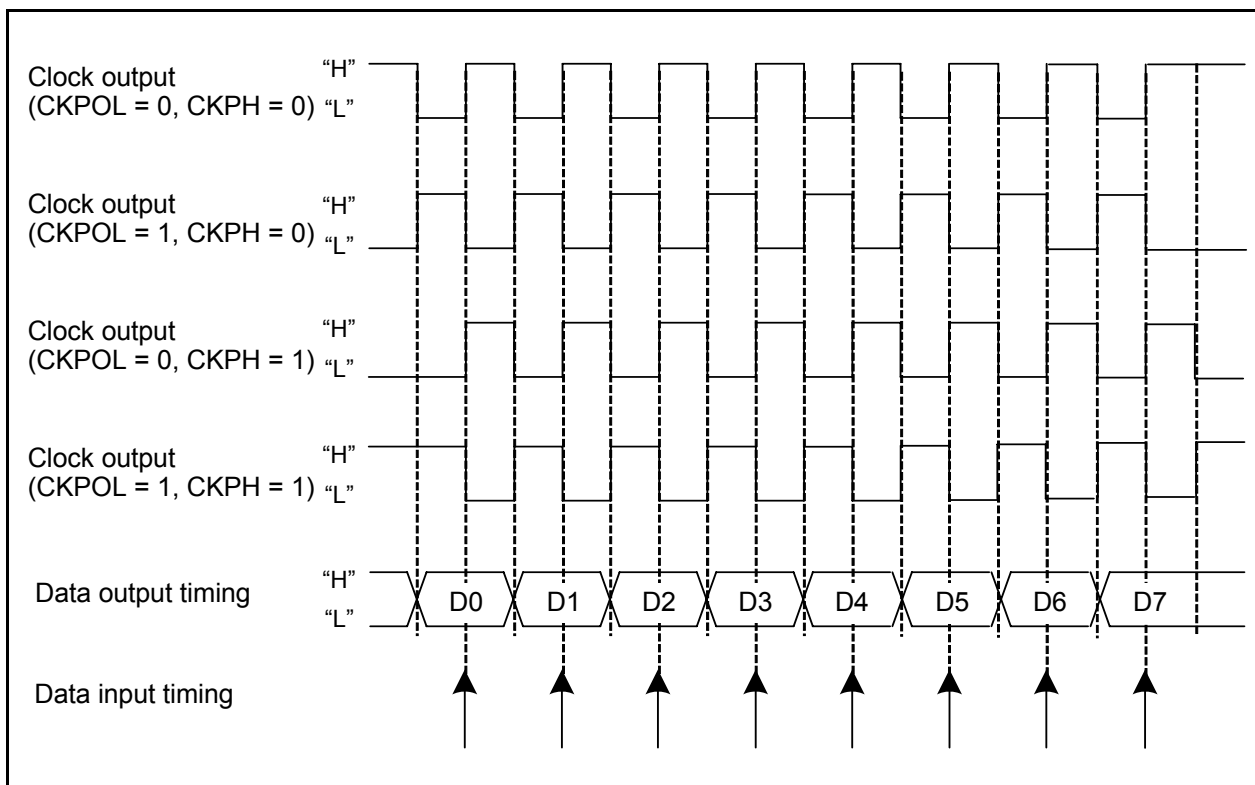 Clock output “H”
(CKPOL = 0, CKPH = 0) “L”
Clock output “H”
(CKPOL = 1, CKPH = 0) “L”
Clock output “H”
(CKPOL = 0, CKPH = 1) “L”
Clock output “H”
(CKPOL = 1, CKPH = 1) “L”
Data output timing “H”
“L”
D0 D1 D2 D3 D4 D5 D6 D7
Data input timing